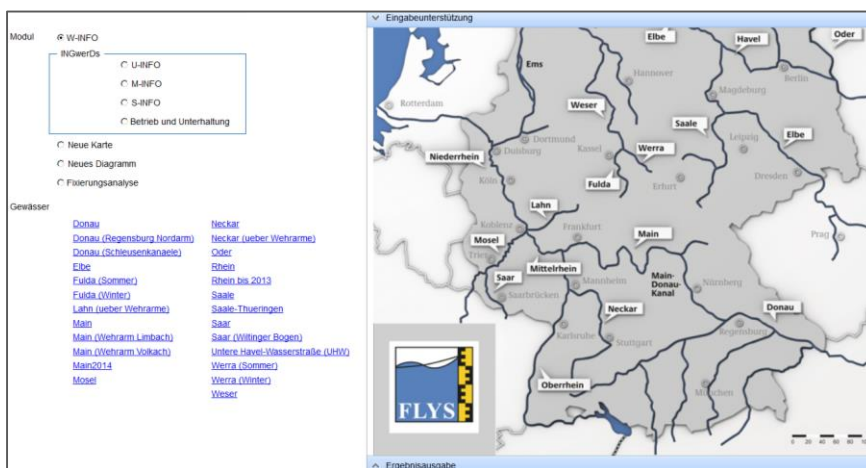 Modul
W-INFO
INGwerDs
U-INFO
M-INFO
S-INFO
Betrieb und Unterhaltung
Neue Karte
Neues Diagramm
Fixierungsanalyse
Gewässer
Donau
Donau (Regensburg Nordarm)
Donau (Schleusenkanaele)
Elbe
Fulda (Sommer)
Fulda (Winter)
Lahn (ueber Wehrarme)
Main
Main (Wehrarm Limbach)
Main (Wehrarm Volkach)
Main2014
Mosel
Neckar
Neckar (ueber Wehrarme)
Oder
Rhein
Rhein bis 2013
Saale
Saale-Thueringen
Saar
Saar (Wiltinger Bogen)
Untere Havel-Wasserstraße (UHW)
Werra (Sommer)
Werra (Winter)
Weser
Eingabeunterstützung
Elbe
Havel
Oder
Ems
Hannover
Berlin
Magdeburg
Rotterdam
Weser
Saale
Elbe
Dortmund
Duisburg
Kassel
Werra
Leipzig
Niederrhein
Köln
Fulda
Erfurt
Dresden
Lahn
Koblenz
Frankfurt
Main
Prag
Mosel
Trier
Mittelrhein
Saar
Mannheim
Main-
Donau-
Kanal
Nürnberg
Saarbrücken
Neckar
Donau
Karlsruhe
Stuttgart
Regensburg
Oberrhein
München
FLYS
0 20 40 60 80
Ergebnisausgabe